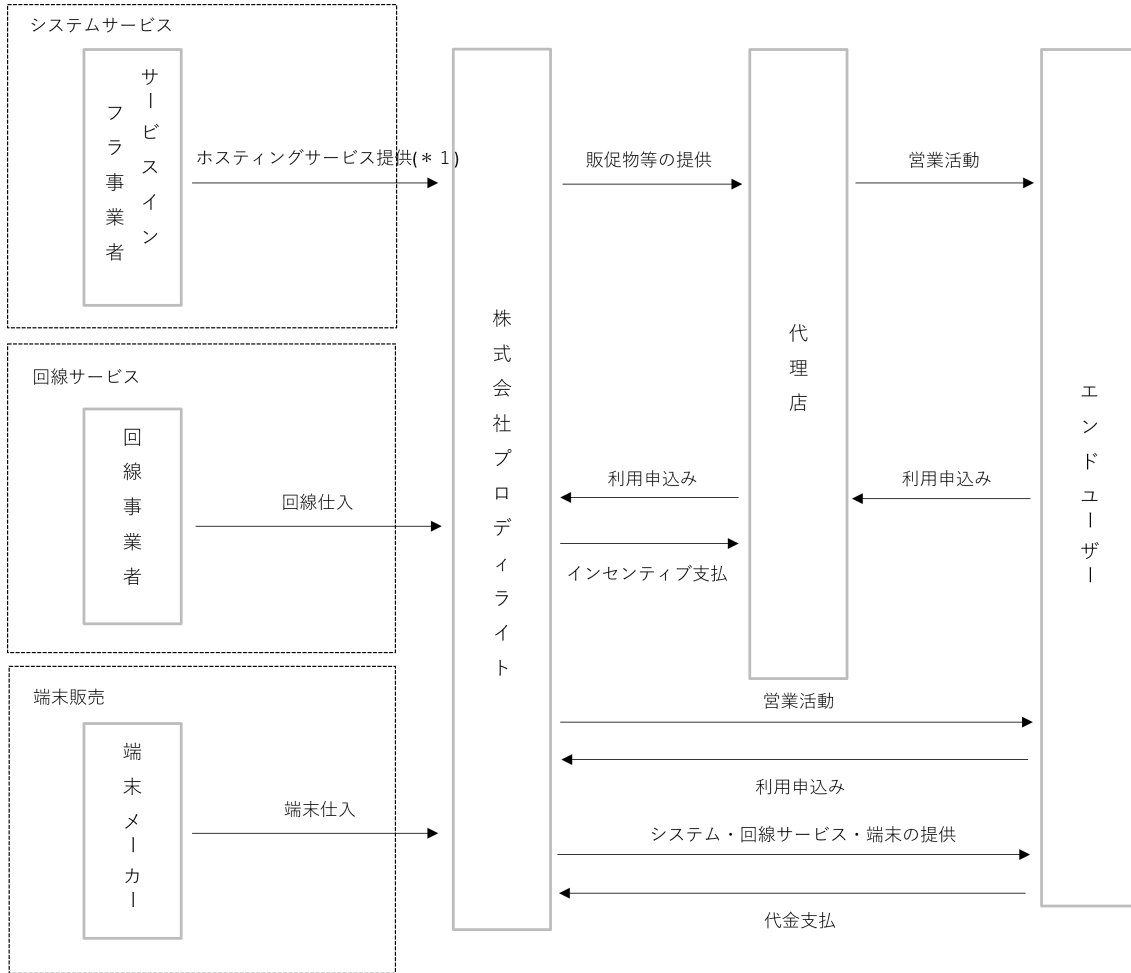 システムサービス
サービスイン
フラ事業者
ホスティングサービス提供(＊１)
販促物等の提供
営業活動
株式会社プロディライト
代理店
エンドユーザー
回線サービス
回線事業者
回線仕入
利用申込み
利用申込み
インセンティブ支払
端末販売
端末メーカー
端末仕入
営業活動
利用申込み
システム・回線サービス・端末の提供
代金支払